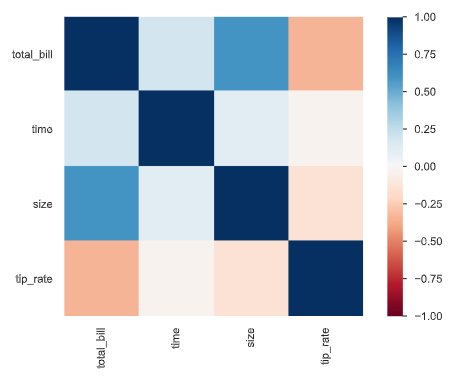 total_bill
time
size
tip_rate
total_bill
time
size
tip_rate
1.00
0.75
0.50
0.25
0.00
−0.25
−0.50
−0.75
−1.00